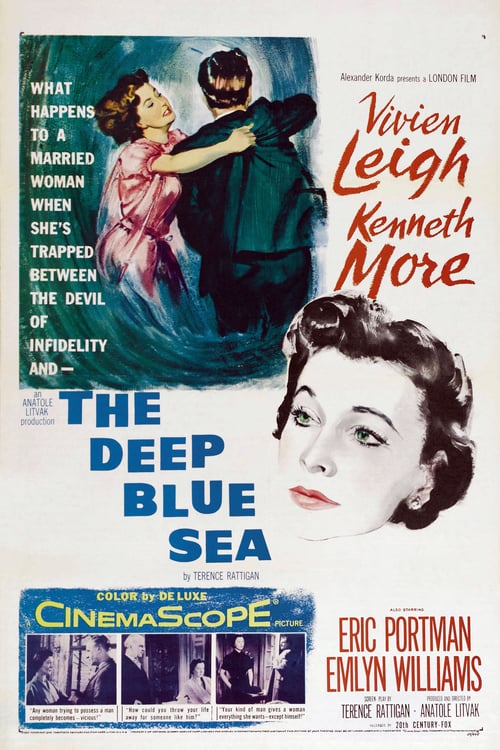 Alexander Korda presents a LONDON FILM
WHAT
HAPPENS
TO A
MARRIED
WOMAN
WHEN
SHE'S
TRAPPED
BETWEEN
THE DEVIL
OF
INFIDELITY
AND—
Vivien
Leigh
Kenneth
More
an
ANATOLE
LITVAK
production
THE
DEEP
BLUE
SEA
by TERENCE RATTIGAN
COLOR by DE LUXE
CINEMASCOPE
PICTURE
"Any woman trying to possess a man
completely becomes—vicious!"
"How could you throw your life
away for someone like him?"
"Your kind of man gives a woman
everything she wants—except himself!"
ALSO STARRING
ERIC PORTMAN
EMLYN WILLIAMS
SCREEN PLAY BY
TERENCE RATTIGAN
PRODUCED AND DIRECTED BY
ANATOLE LITVAK
RELEASED BY 20th CENTURY-FOX